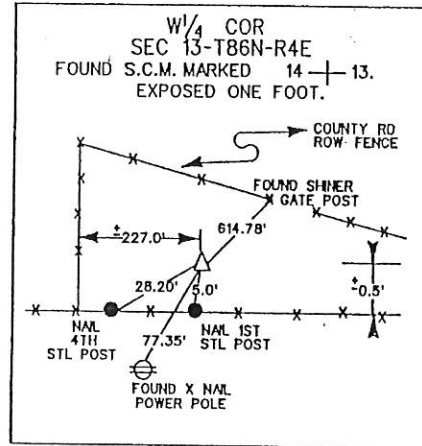 W1/4 COR
SEC 13-T86N-R4E
FOUND S.C.M. MARKED 14 + 13.
EXPOSED ONE FOOT.
COUNTY RD
ROW FENCE
FOUND SHINER
GATE POST
±227.0'
614.78'
28.20'
5.0'
±0.5'
NAIL
4TH
STL POST
77.35'
NAIL 1ST
STL POST
FOUND X NAIL
POWER POLE